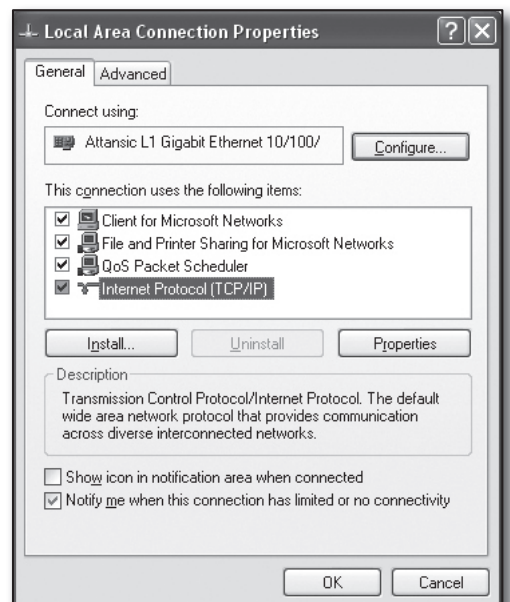 Local Area Connection Properties
General Advanced
Connect using:
Attansic L1 Gigabit Ethernet 10/100/
Configure...
This connection uses the following items:
Client for Microsoft Networks
File and Printer Sharing for Microsoft Networks
QoS Packet Scheduler
Internet Protocol (TCP/IP)
Install... Uninstall Properties
Description
Transmission Control Protocol/Internet Protocol. The default
wide area network protocol that provides communication
across diverse interconnected networks.
Show icon in notification area when connected
Notify me when this connection has limited or no connectivity
OK Cancel